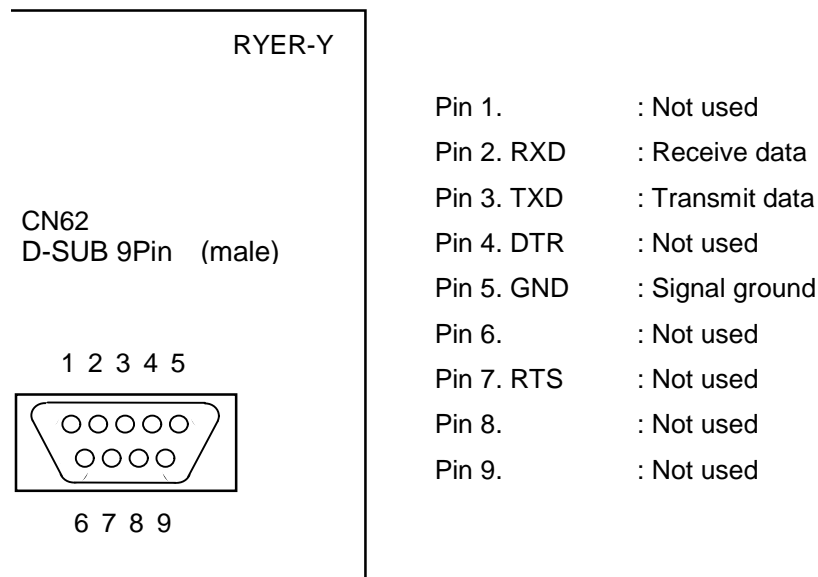 RYER-Y
CN62
D-SUB 9Pin (male)
1 2 3 4 5
6 7 8 9
Pin 1. : Not used
Pin 2. RXD : Receive data
Pin 3. TXD : Transmit data
Pin 4. DTR : Not used
Pin 5. GND : Signal ground
Pin 6. : Not used
Pin 7. RTS : Not used
Pin 8. : Not used
Pin 9. : Not used